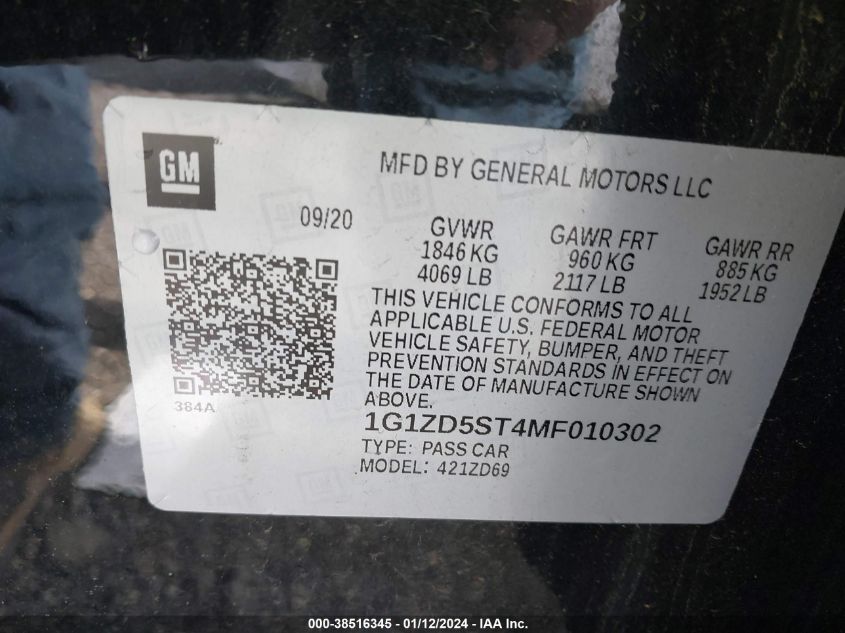 GM
MFD BY GENERAL MOTORS LLC
09/20
GVWR
1846 KG
4069 LB
GAWR FRT
960 KG
2117 LB
GAWR RR
885 KG
1952 LB
THIS VEHICLE CONFORMS TO ALL
APPLICABLE U.S. FEDERAL MOTOR
VEHICLE SAFETY, BUMPER, AND THEFT
PREVENTION STANDARDS IN EFFECT ON
THE DATE OF MANUFACTURE SHOWN
ABOVE.
384A
1G1ZD5ST4MF010302
TYPE: PASS CAR
MODEL: 421ZD69
000-38516345 - 01/12/2024 - IAA Inc.